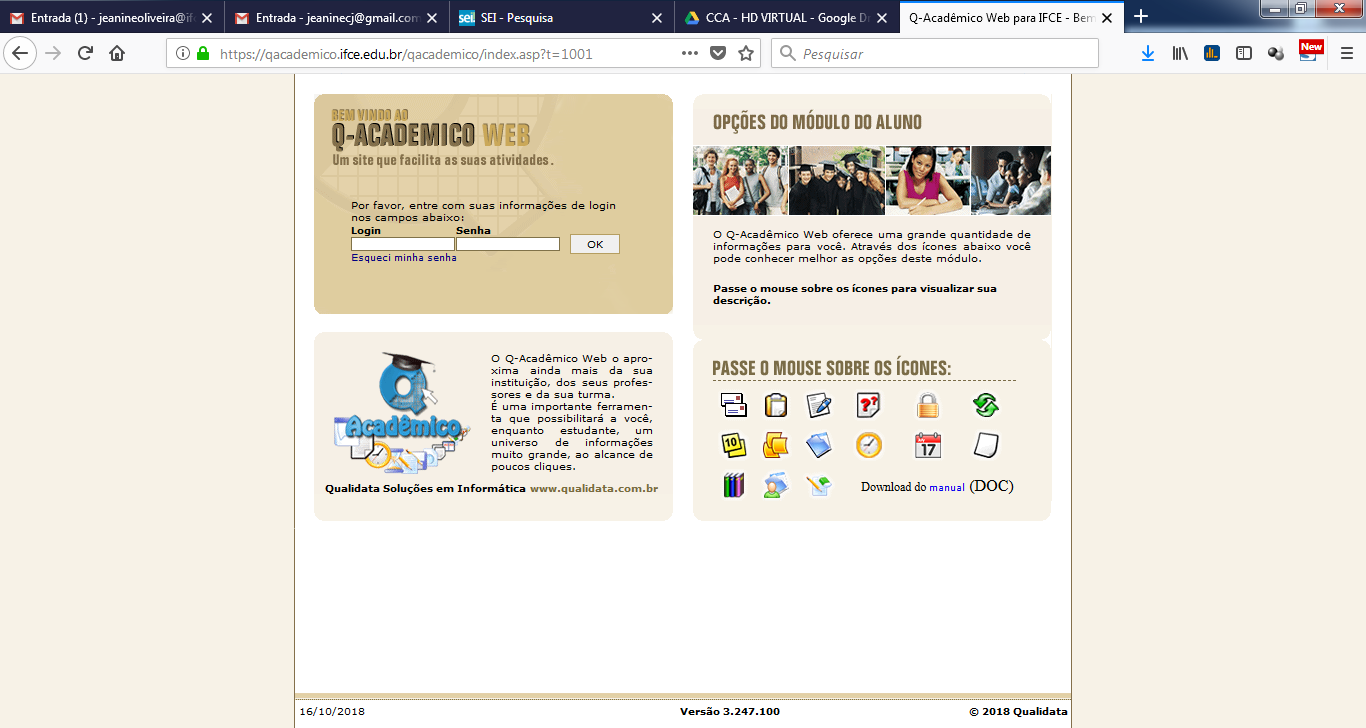 Entrada (1) - jeanineoliveira@if
Entrada - jeaninecj@gmail.com
sei. SEI - Pesquisa
CCA - HD VIRTUAL - Google Dr
Q-Acadêmico Web para IFCE - Bem
https://qacademico.ifce.edu.br/qacademico/index.asp?t=1001
Pesquisar
New
BEM VINDO AO
Q-ACADEMICO WEB
Um site que facilita as suas atividades.
Por favor, entre com suas informações de login
nos campos abaixo:
Login Senha
OK
Esqueci minha senha
OPÇÕES DO MÓDULO DO ALUNO
O Q-Acadêmico Web oferece uma grande quantidade de
informações para você. Através dos ícones abaixo você
pode conhecer melhor as opções deste módulo.
Passe o mouse sobre os ícones para visualizar sua
descrição.
Q
Acadêmico
O Q-Acadêmico Web o apro-
xima ainda mais da sua
instituição, dos seus profes-
sores e da sua turma.
É uma importante ferramen-
ta que possibilitará a você,
enquanto estudante, um
universo de informações
muito grande, ao alcance de
poucos cliques.
Qualidata Soluções em Informática www.qualidata.com.br
PASSE O MOUSE SOBRE OS ÍCONES:
??
10
17
Download do manual (DOC)
16/10/2018
Versão 3.247.100
© 2018 Qualidata